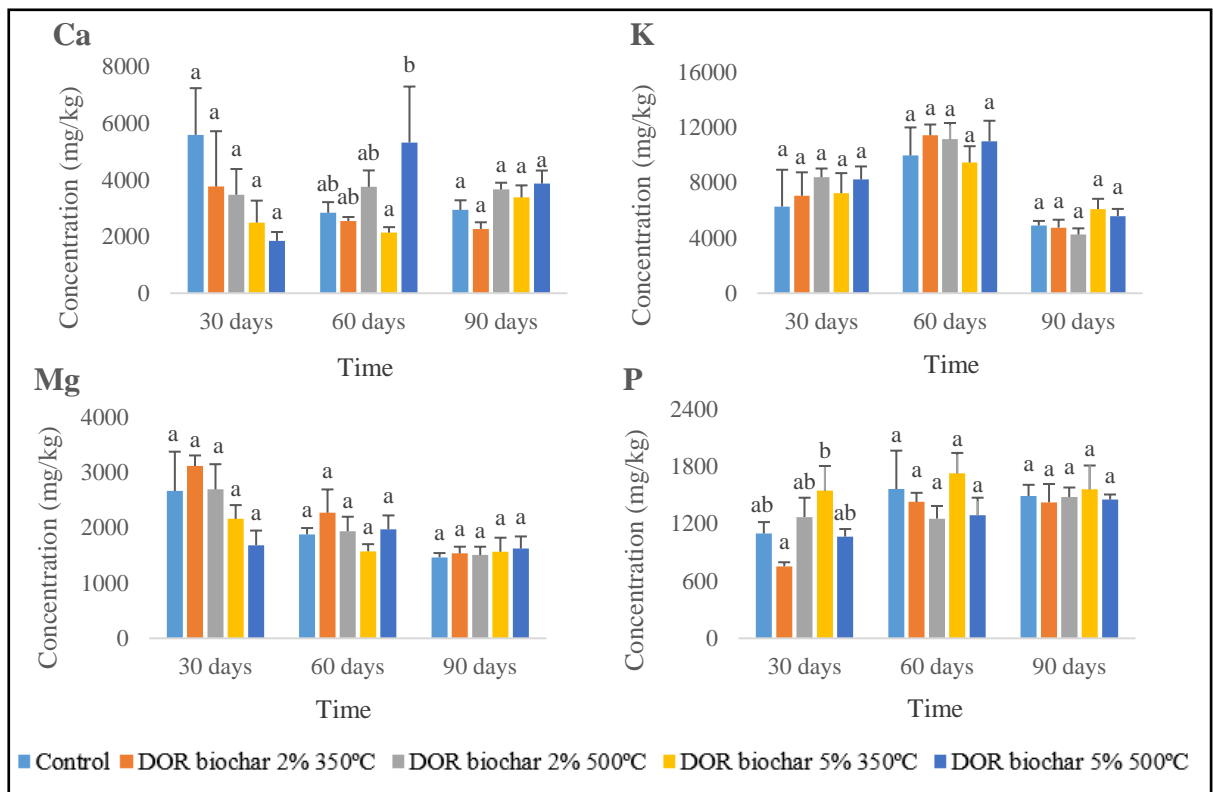 Ca
Concentration (mg/kg)
8000
6000
4000
2000
0
a a a a a
ab ab ab a b
a a a a a
30 days 60 days 90 days
Time
K
Concentration (mg/kg)
16000
12000
8000
4000
0
a a a a a
a a a a a
a a a a a
30 days 60 days 90 days
Time
Mg
Concentration (mg/kg)
4000
3000
2000
1000
0
a a a a a
a a a a a
a a a a a
30 days 60 days 90 days
Time
P
Concentration (mg/kg)
2400
1800
1200
600
0
ab a ab b ab
a a a a a
a a a a a
30 days 60 days 90 days
Time
Control DOR biochar 2% 350ºC DOR biochar 2% 500ºC DOR biochar 5% 350ºC DOR biochar 5% 500ºC